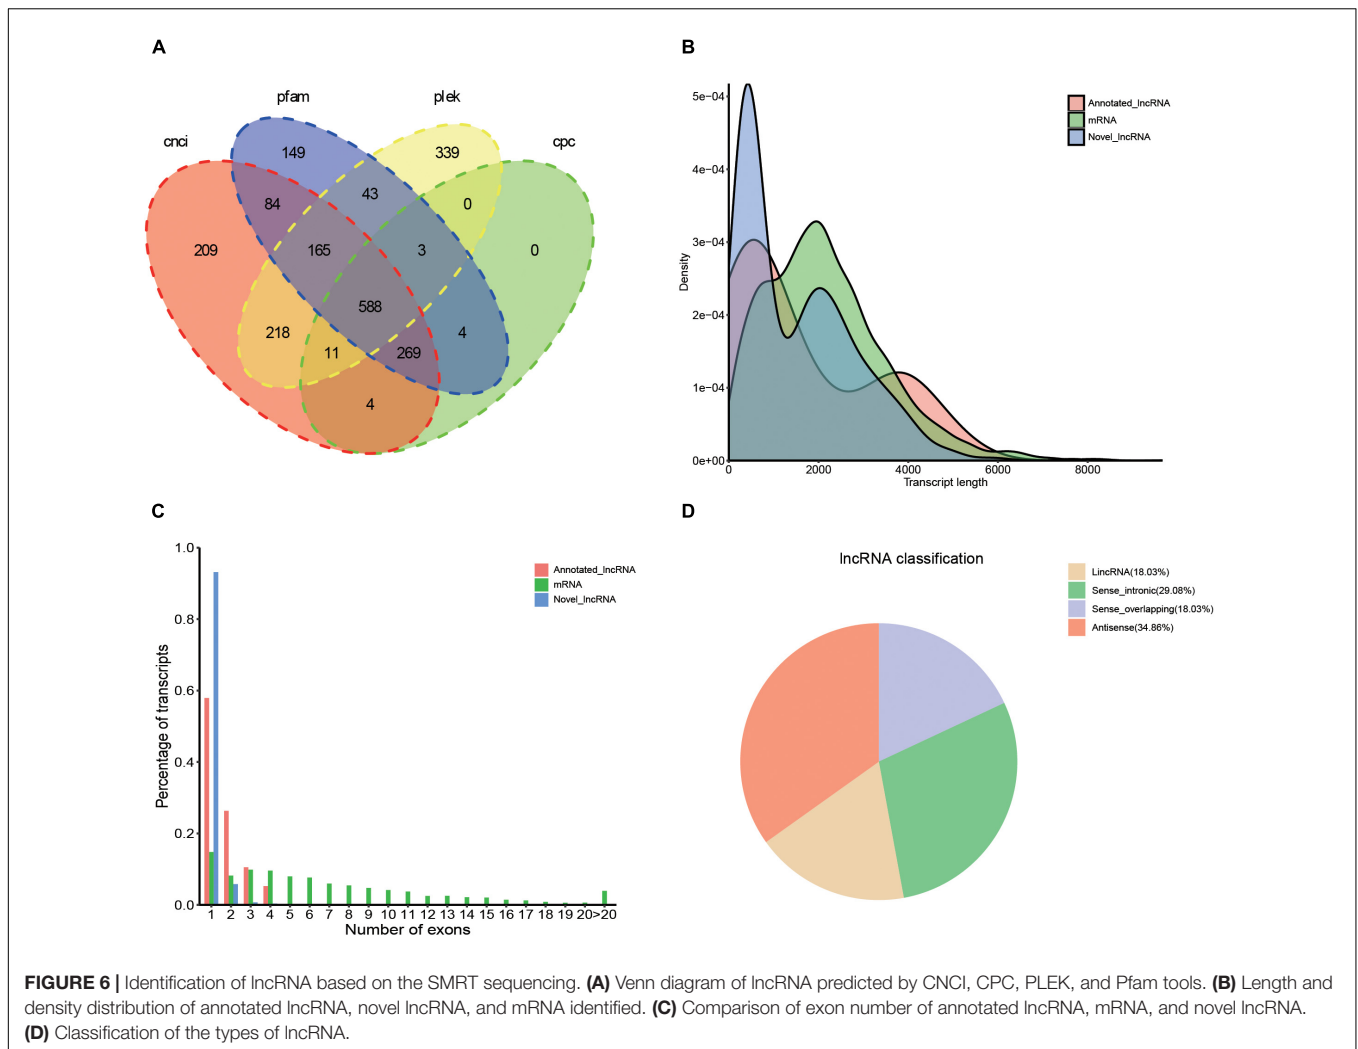 A
pfam
plek
cnci
cpc
149
339
84
43
0
209
165
3
0
588
218
11
269
4
4
B
5e−04
4e−04
3e−04
2e−04
1e−04
0e+00
Density
0 2000 4000 6000 8000
Transcript length
Annotated_lncRNA
mRNA
Novel_lncRNA
C
1.0
0.8
0.6
0.4
0.2
0.0
Percentage of transcripts
1 2 3 4 5 6 7 8 9 10 11 12 13 14 15 16 17 18 19 20 >20
Number of exons
Annotated_lncRNA
mRNA
Novel_lncRNA
D
lncRNA classification
LincRNA(18.03%)
Sense_intronic(29.08%)
Sense_overlapping(18.03%)
Antisense(34.86%)
FIGURE 6 | Identification of lncRNA based on the SMRT sequencing. (A) Venn diagram of lncRNA predicted by CNCI, CPC, PLEK, and Pfam tools. (B) Length and
density distribution of annotated lncRNA, novel lncRNA, and mRNA identified. (C) Comparison of exon number of annotated lncRNA, mRNA, and novel lncRNA.
(D) Classification of the types of lncRNA.